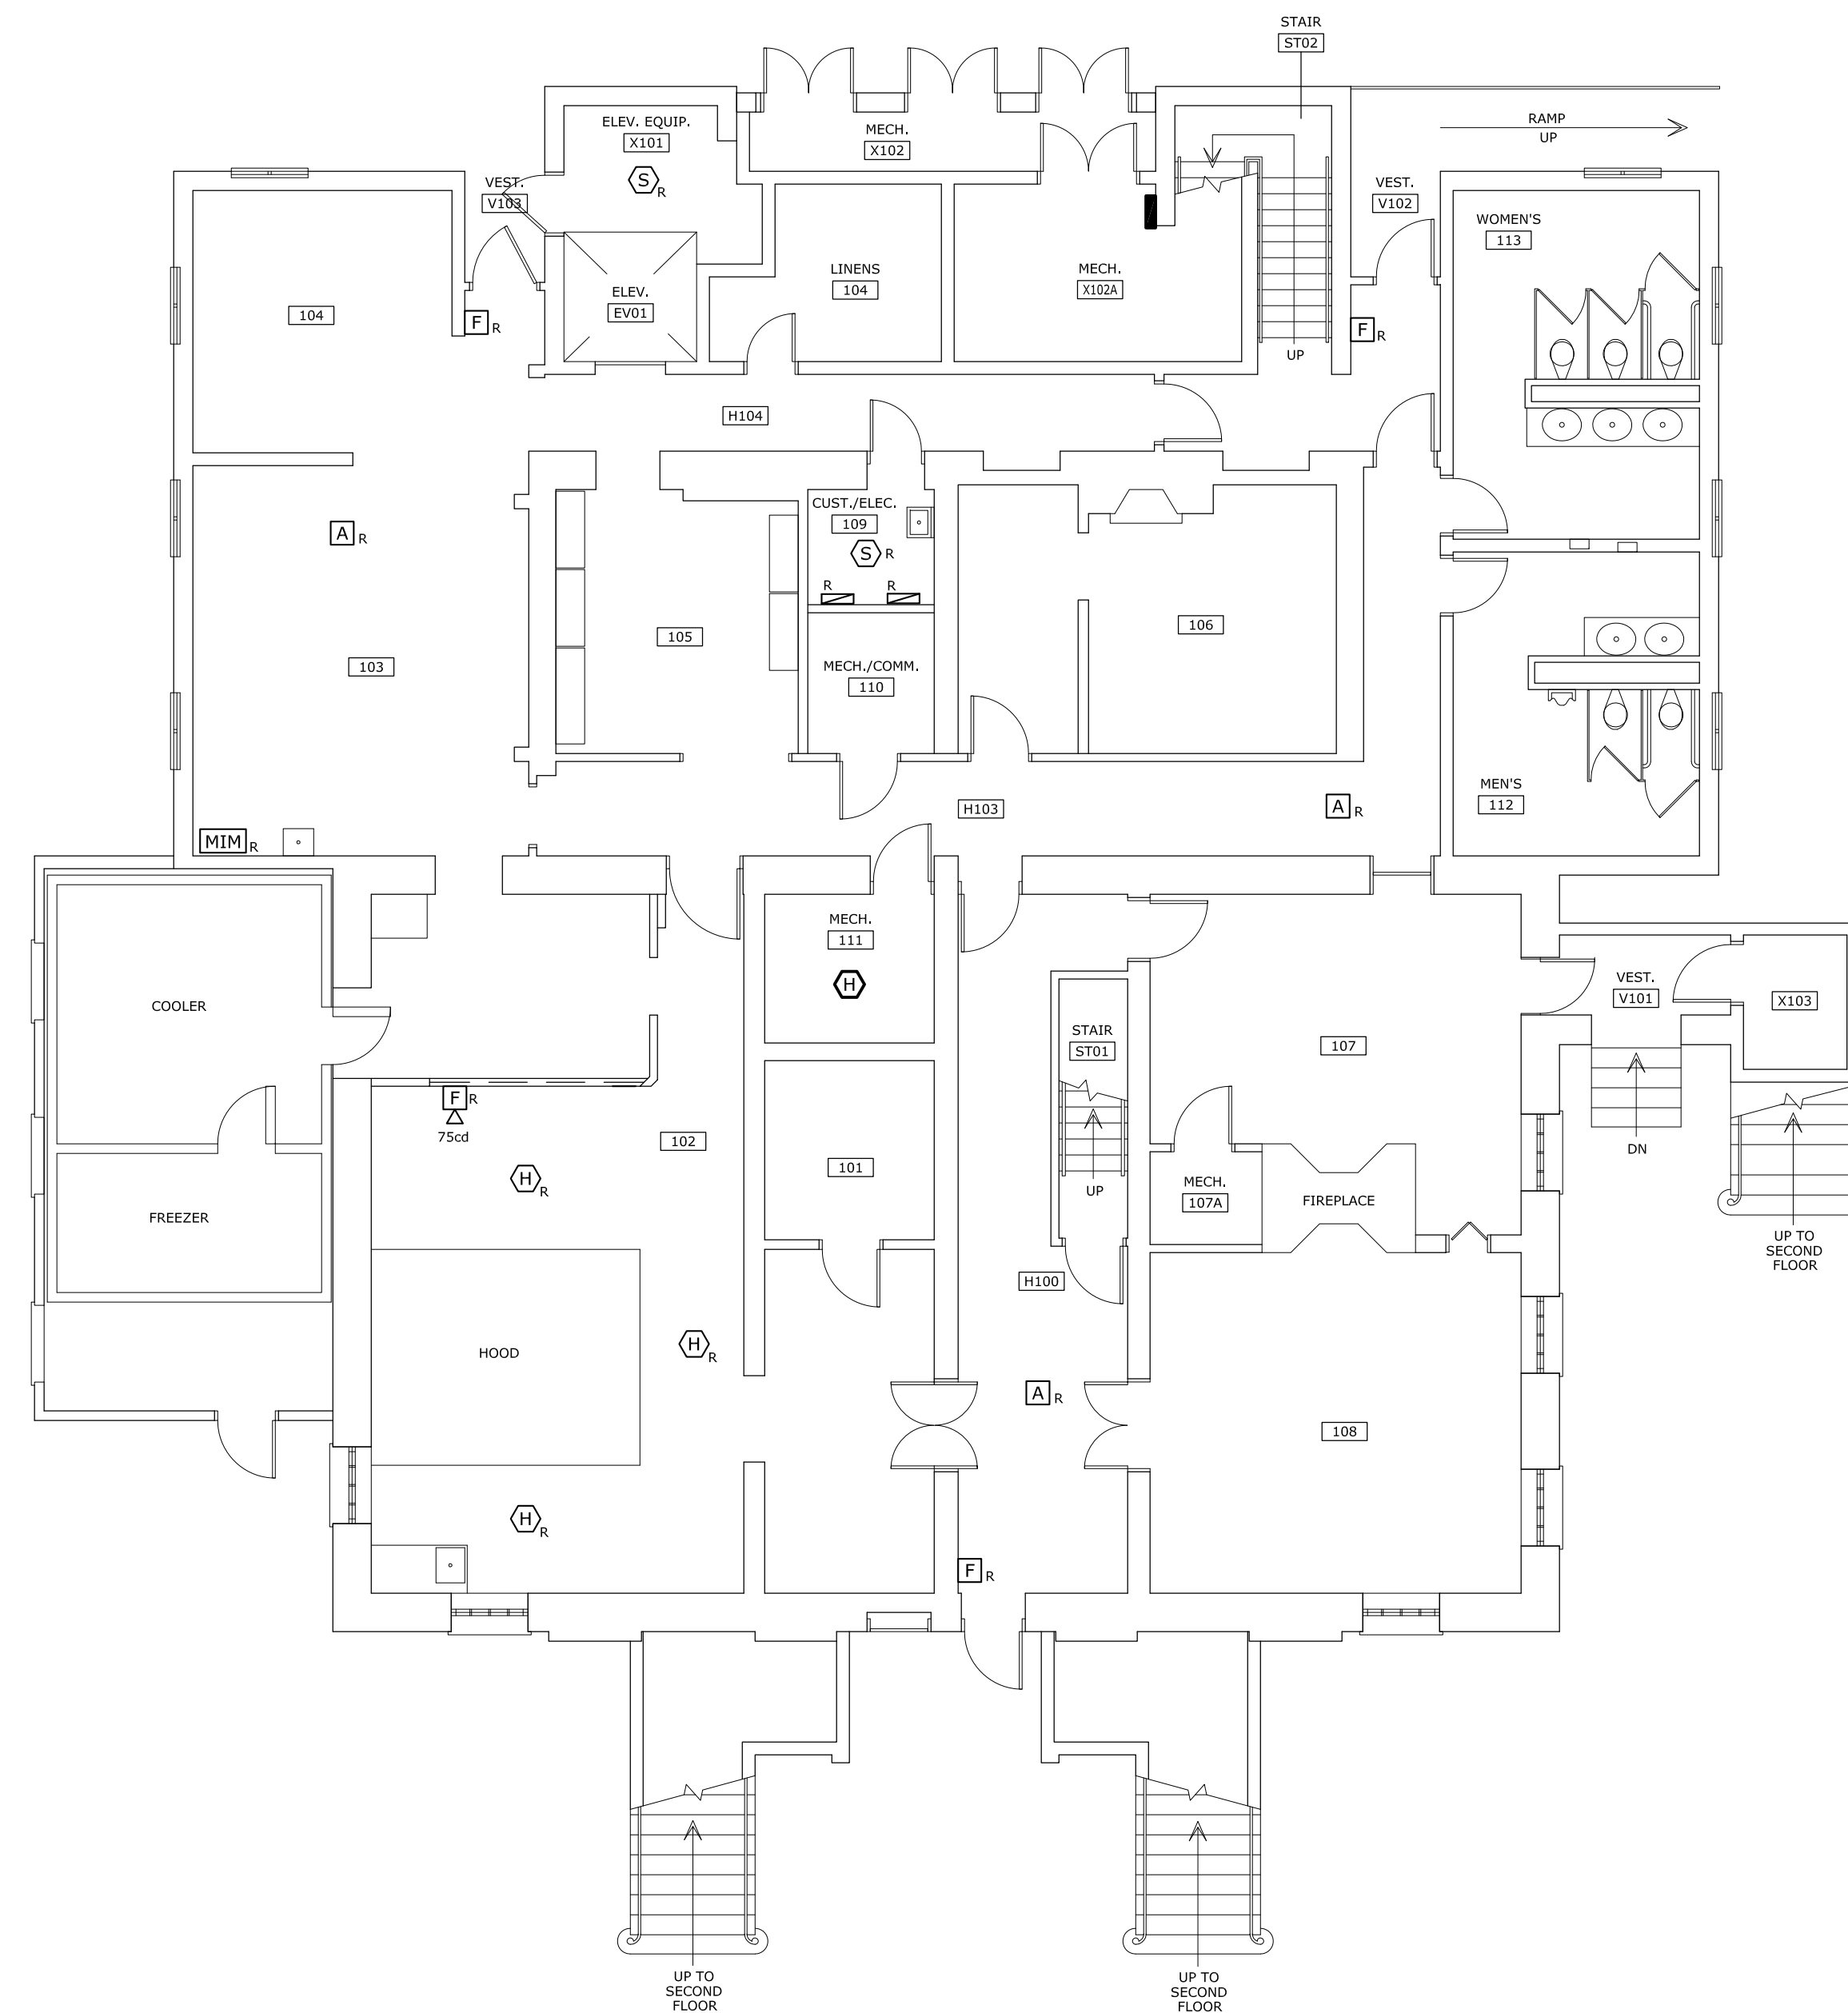 STAIR
ST02
RAMP
UP
ELEV. EQUIP.
X101
S
R
MECH.
X102
VEST.
V103
VEST.
V102
WOMEN'S
113
LINENS
104
MECH.
X102A
ELEV.
EV01
104
F
R
F
R
UP
H104
CUST./ELEC.
109
S
R
A
R
R
R
105
106
103
MECH./COMM.
110
MEN'S
112
H103
A
R
MIM
R
MECH.
111
H
COOLER
VEST.
V101
X103
STAIR
ST01
107
F
R
75cd
102
DN
101
UP
H
R
MECH.
107A
FIREPLACE
FREEZER
UP TO
SECOND
FLOOR
H100
HOOD
H
R
A
R
108
H
R
F
R
UP TO
SECOND
FLOOR
UP TO
SECOND
FLOOR